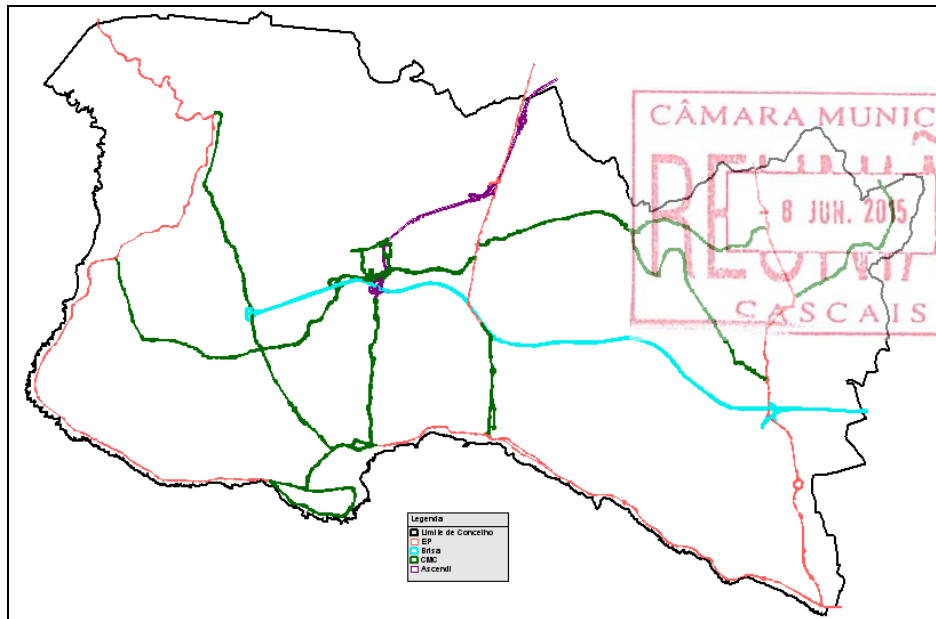 CÂMARA MUNIC
8 JUN. 2015
CASCAIS
Legenda
Limite de Concelho
EP
Brisa
CMC
Ascendi